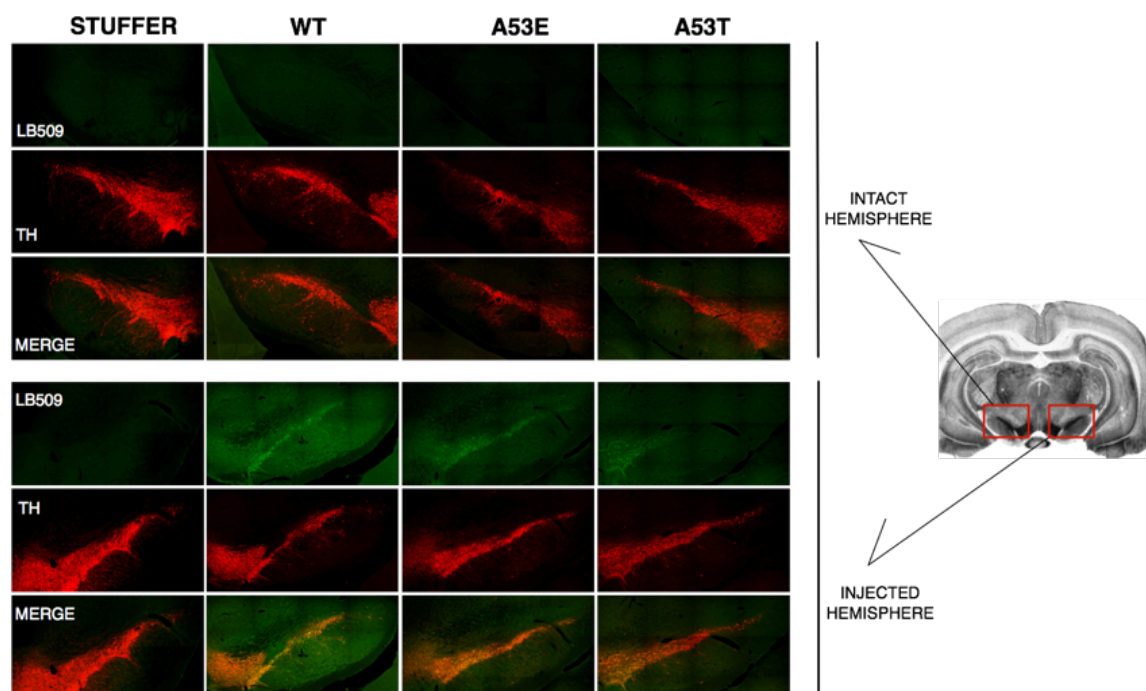 STUFFER WT A53E A53T
LB509
TH
MERGE
INTACT
HEMISPHERE
LB509
TH
MERGE
INJECTED
HEMISPHERE